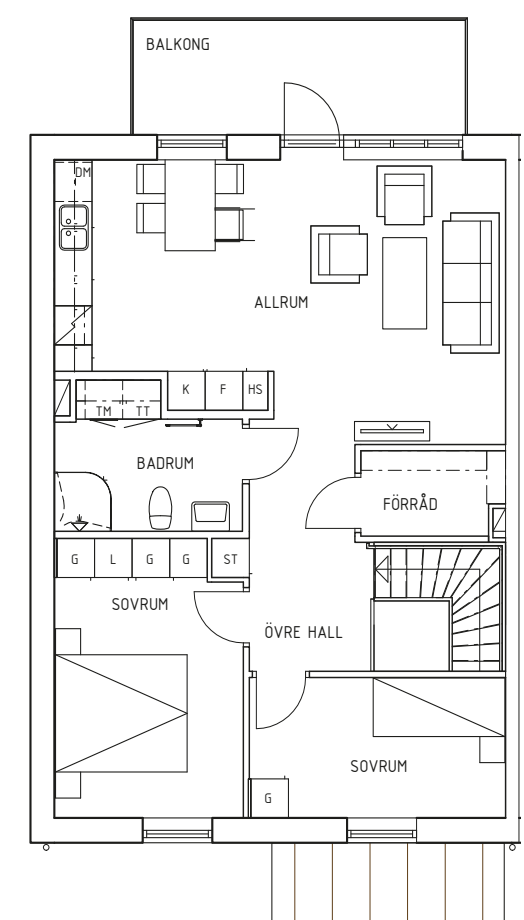 BALKONG
DM
ALLRUM
K F HS
TM TT
BADRUM
FÖRRÅD
G L G G ST
SOVRUM
ÖVRE HALL
SOVRUM
G